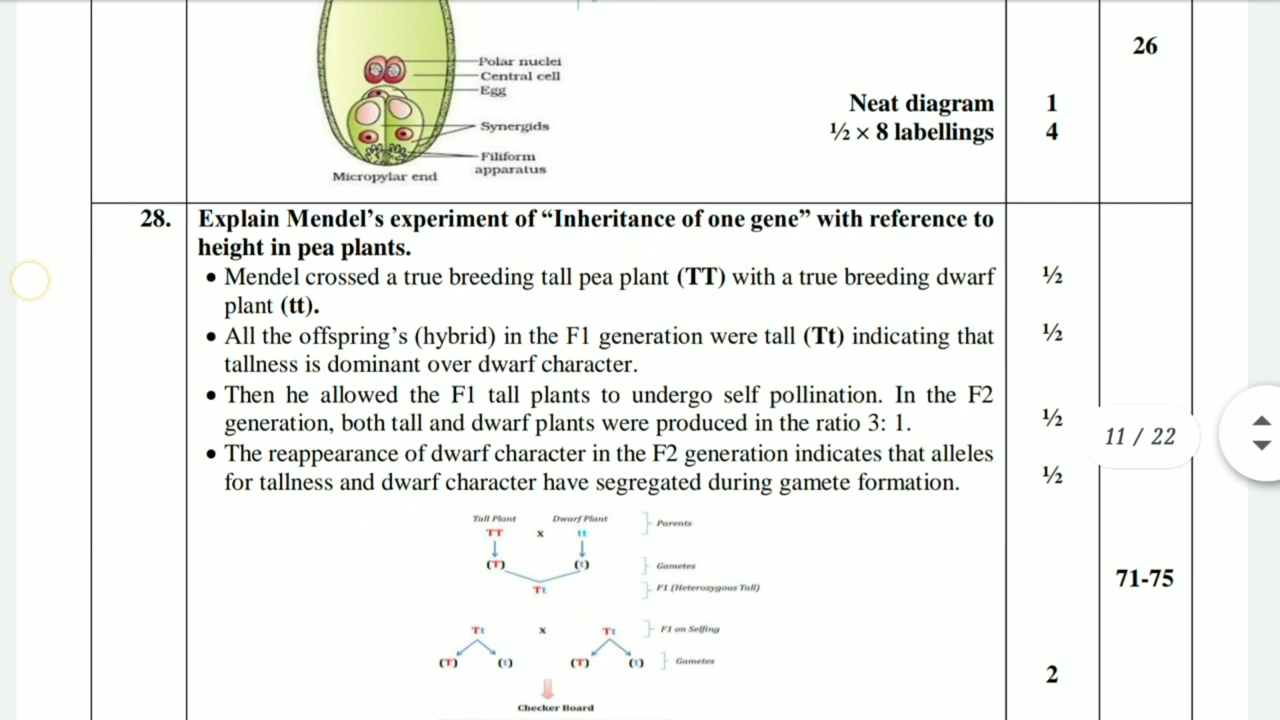 Polar nuclei
Central cell
Egg
Synergids
Filiform
apparatus
Micropylar end
Neat diagram 1
½ × 8 labellings 4
26
28. Explain Mendel's experiment of "Inheritance of one gene" with reference to
height in pea plants.
• Mendel crossed a true breeding tall pea plant (TT) with a true breeding dwarf ½
plant (tt).
• All the offspring's (hybrid) in the F1 generation were tall (Tt) indicating that ½
tallness is dominant over dwarf character.
• Then he allowed the F1 tall plants to undergo self pollination. In the F2
generation, both tall and dwarf plants were produced in the ratio 3: 1. ½
11 / 22
• The reappearance of dwarf character in the F2 generation indicates that alleles
for tallness and dwarf character have segregated during gamete formation. ½
Tall Plant Dwarf Plant Parents
TT x tt
(T) (t) Gametes
Tt F1 (Heterozygous Tall)
71-75
Tt x Tt F1 on Selfing
(T) (t) (T) (t) Gametes
2
Checker Board